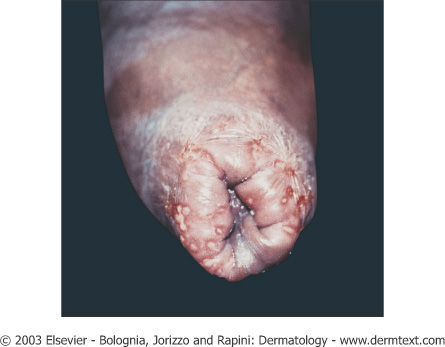 © 2003 Elsevier - Bolognia, Jorizzo and Rapini: Dermatology - www.dermtext.com